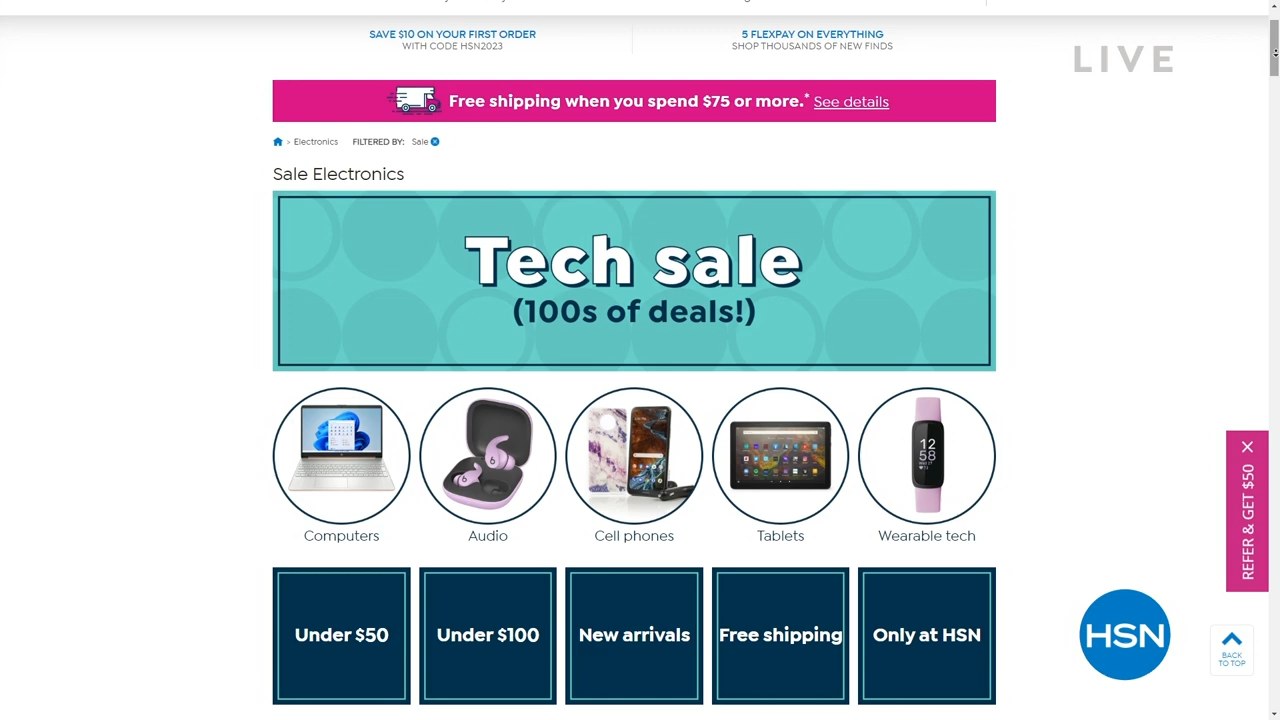 SAVE $10 ON YOUR FIRST ORDER
WITH CODE HSN2023
5 FLEXPAY ON EVERYTHING
SHOP THOUSANDS OF NEW FINDS
LIVE
Free shipping when you spend $75 or more.* See details
> Electronics FILTERED BY: Sale
Sale Electronics
Tech sale
(100s of deals!)
12
58
Computers
Audio
Cell phones
Tablets
Wearable tech
REFER & GET $50
Under $50
Under $100
New arrivals
Free shipping
Only at HSN
HSN
BACK
TO TOP